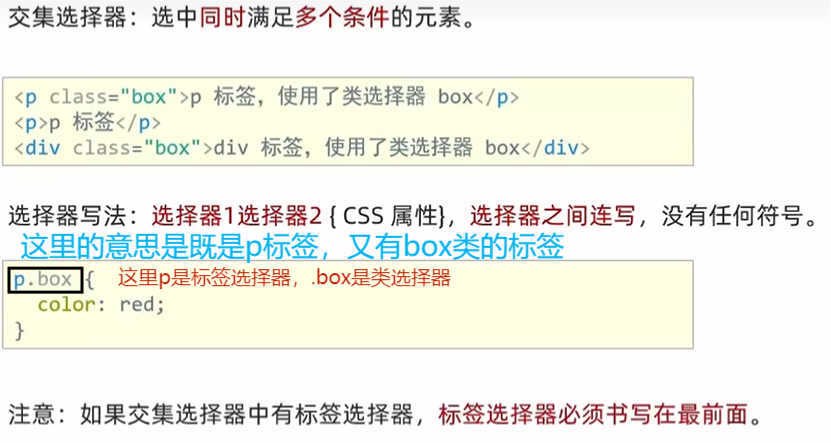 交集选择器：选中同时满足多个条件的元素。
<p class="box">p 标签，使用了类选择器 box</p>
<p>p 标签</p>
<div class="box">div 标签，使用了类选择器 box</div>
选择器写法：选择器1选择器2 { CSS 属性}，选择器之间连写，没有任何符号。
这里的意思是既是p标签，又有box类的标签
p.box { 这里p是标签选择器，.box是类选择器
color: red;
}
注意：如果交集选择器中有标签选择器，标签选择器必须书写在最前面。